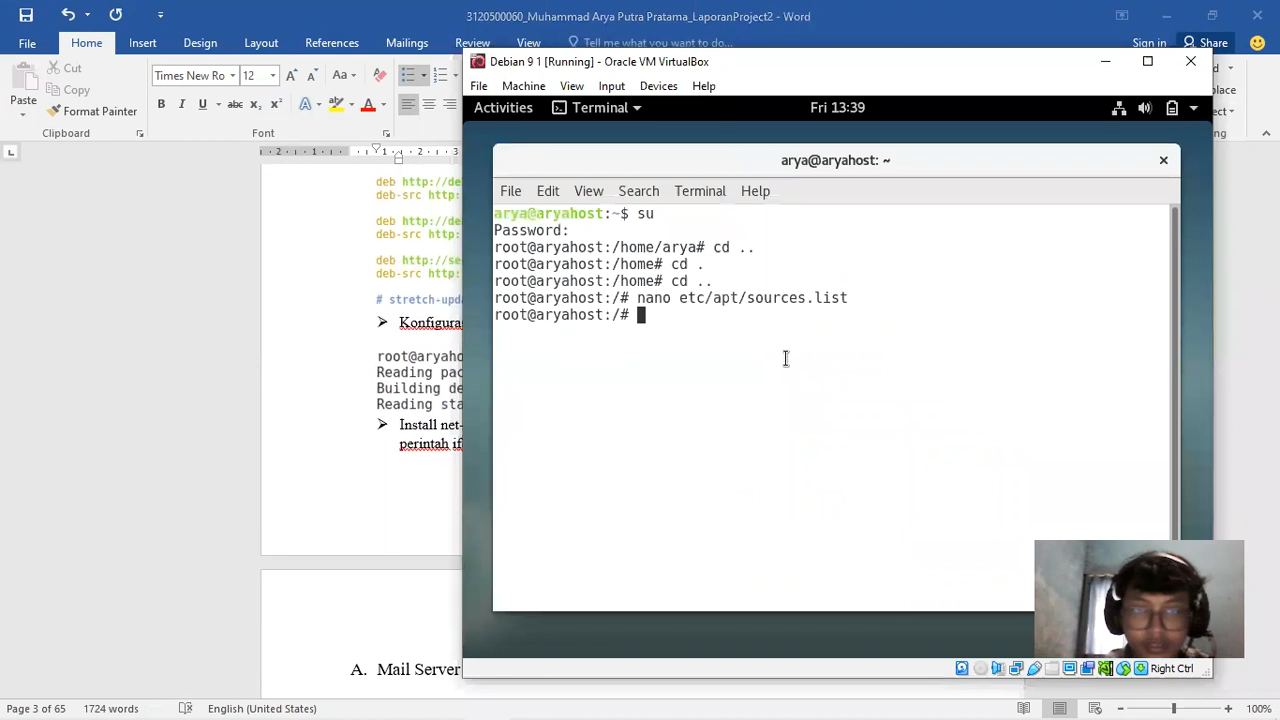 3120500060_Muhammad Arya Putra Pratama_LaporanProject2 - Word
File Home Insert Design Layout References Mailings Review View Tell me what you want to do... Sign in Share
Cut
Copy
Format Painter
Paste
Clipboard
Times New Ro 12
Font
Debian 9 1 [Running] - Oracle VM VirtualBox
File Machine View Input Devices Help
Activities Terminal Fri 13:39
arya@aryahost: ~
File Edit View Search Terminal Help
arya@aryahost:~$ su
Password:
root@aryahost:/home/arya# cd ..
root@aryahost:/home# cd .
root@aryahost:/home# cd ..
root@aryahost:/# nano etc/apt/sources.list
root@aryahost:/#
deb http://de
deb-src http:
deb http://de
deb-src http:
deb http://se
deb-src http:
# stretch-upd
Konfigura
root@aryaho
Reading pac
Building de
Reading sta
Install net-
perintah if
A. Mail Server
Right Ctrl
Page 3 of 65 1724 words English (United States) 100%